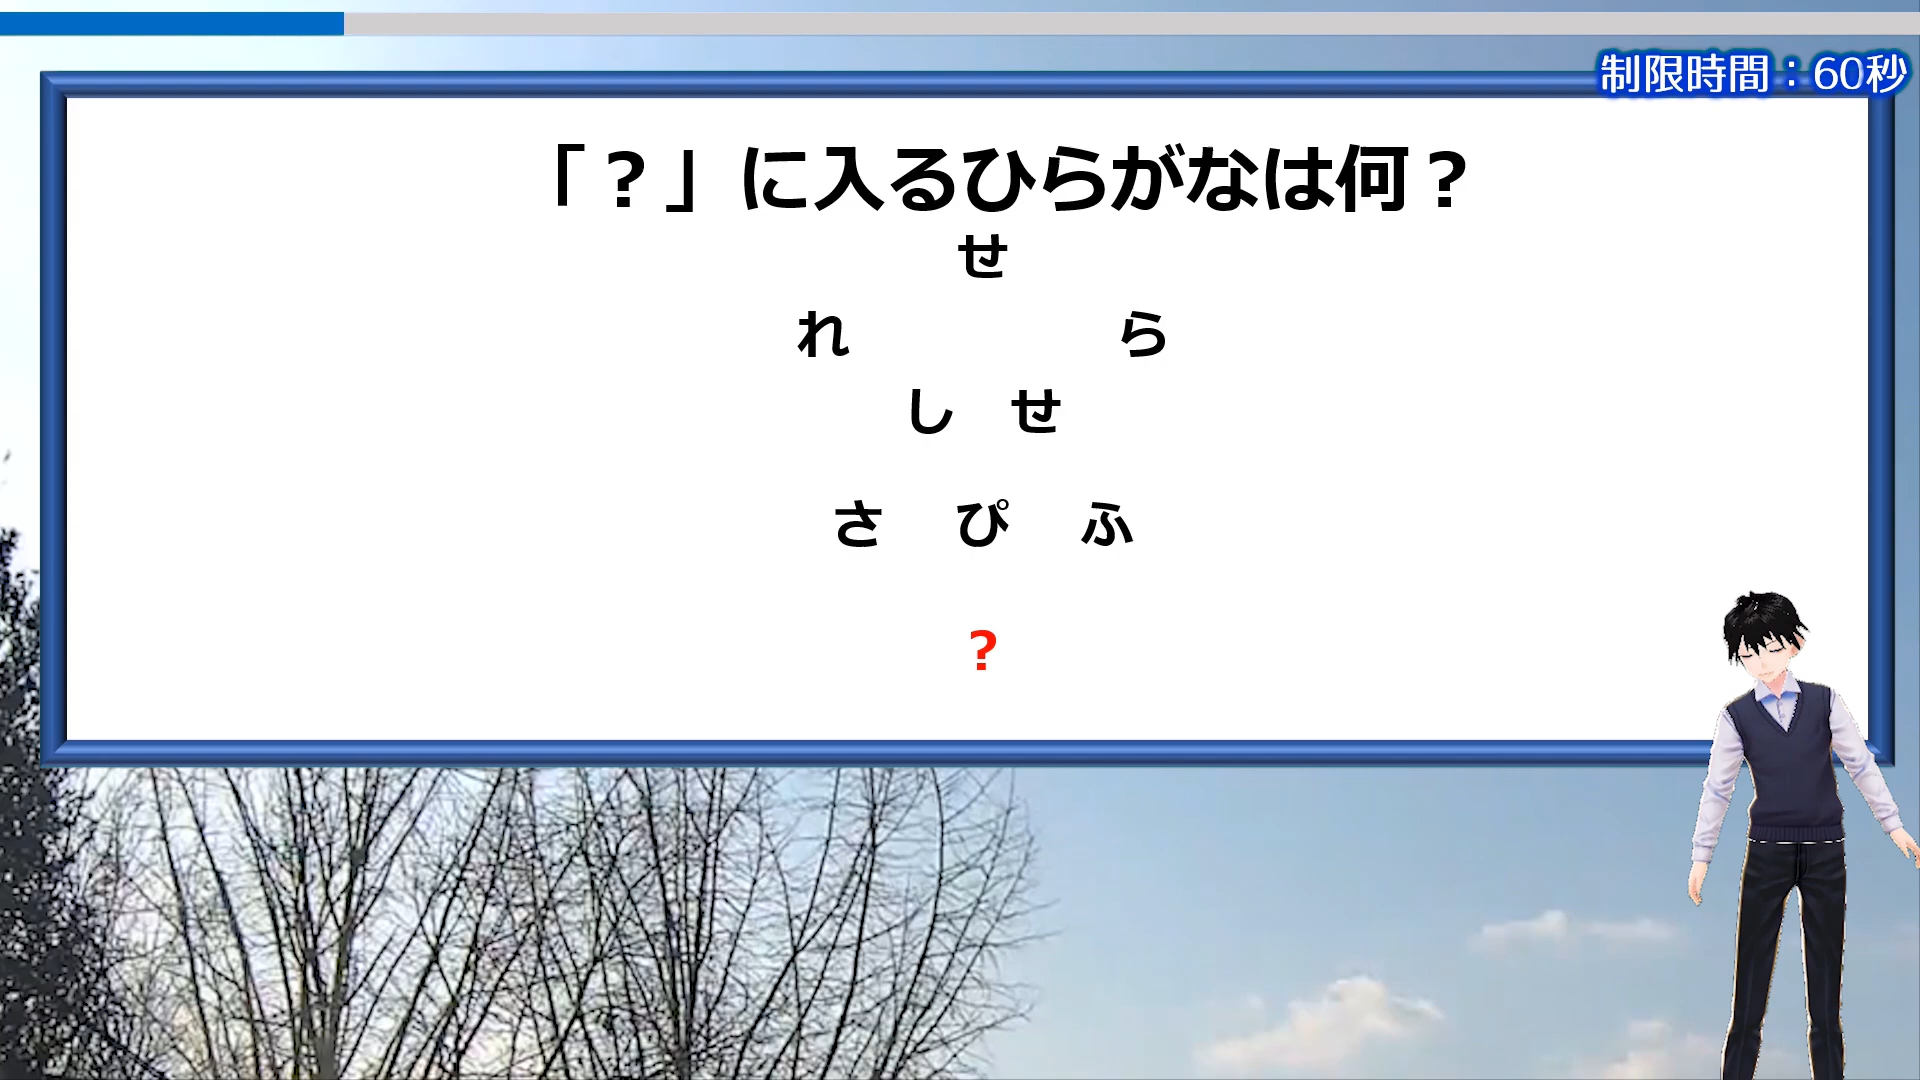 制限時間：60秒
「？」に入るひらがなは何？
せ
れ ら
し せ
さ ぴ ふ
?